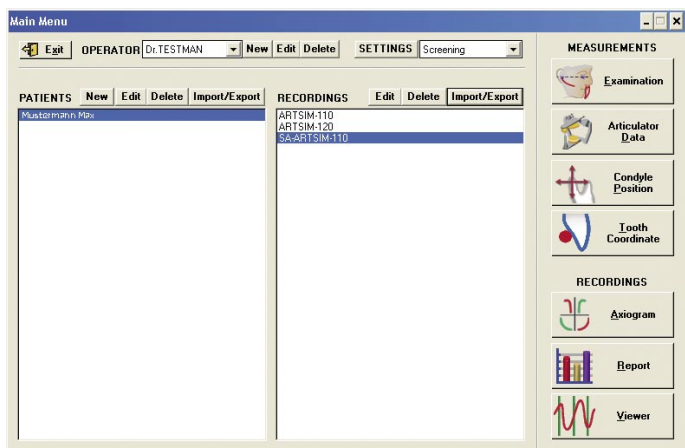 Main Menu
Exit OPERATOR Dr.TESTMAN New Edit Delete SETTINGS Screening
PATIENTS New Edit Delete Import/Export
Mustermann Max
RECORDINGS Edit Delete Import/Export
ARTSIM-110
ARTSIM-120
SA-ARTSIM-110
MEASUREMENTS
Examination
Articulator
Data
Condyle
Position
Tooth
Coordinate
RECORDINGS
Axiogram
Report
Viewer